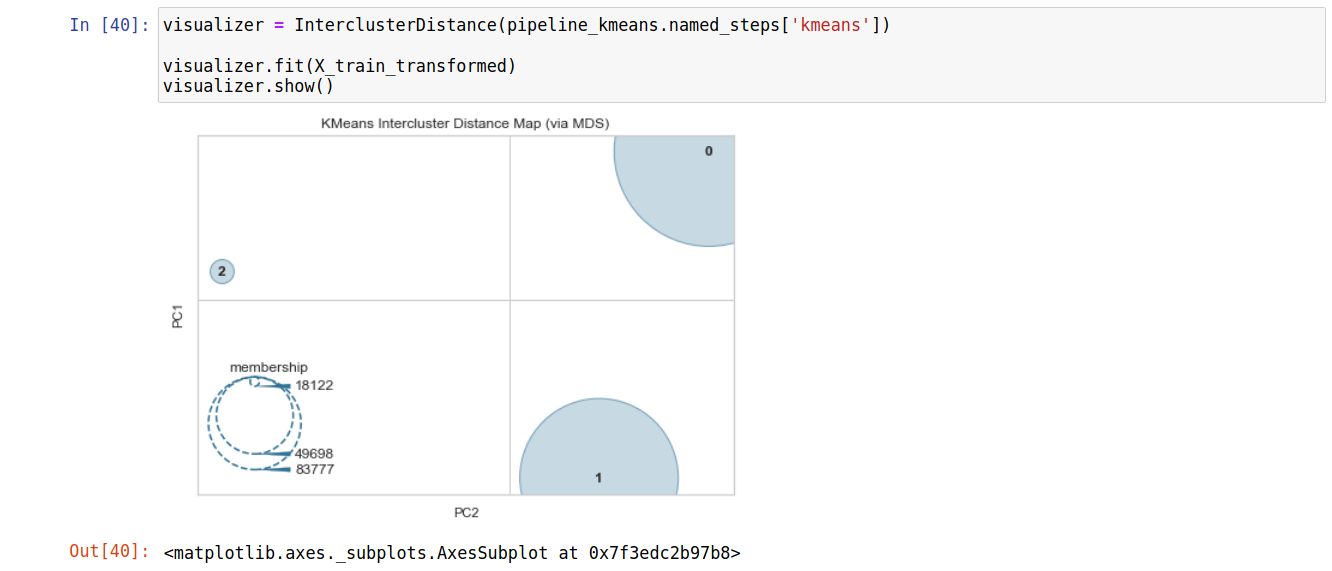 In [40]: visualizer = InterclusterDistance(pipeline_kmeans.named_steps['kmeans'])
visualizer.fit(X_train_transformed)
visualizer.show()
KMeans Intercluster Distance Map (via MDS)
0
2
PC1
membership
18122
49698
83777
1
PC2
Out[40]: <matplotlib.axes._subplots.AxesSubplot at 0x7f3edc2b97b8>